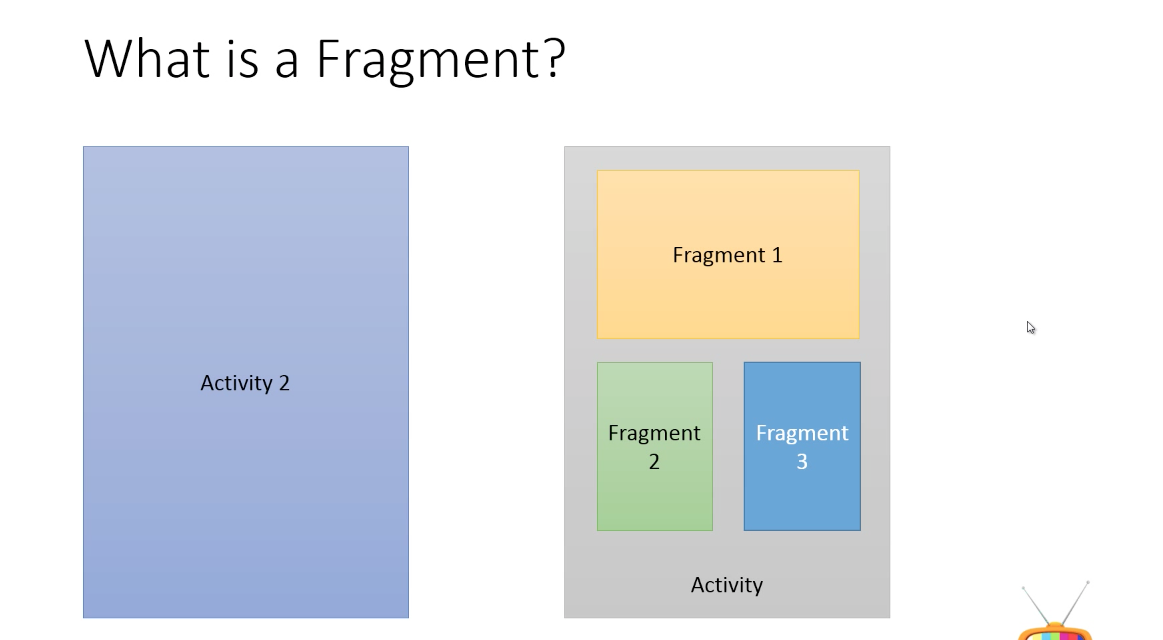 What is a Fragment?
Activity 2
Fragment 1
Fragment
2
Fragment
3
Activity